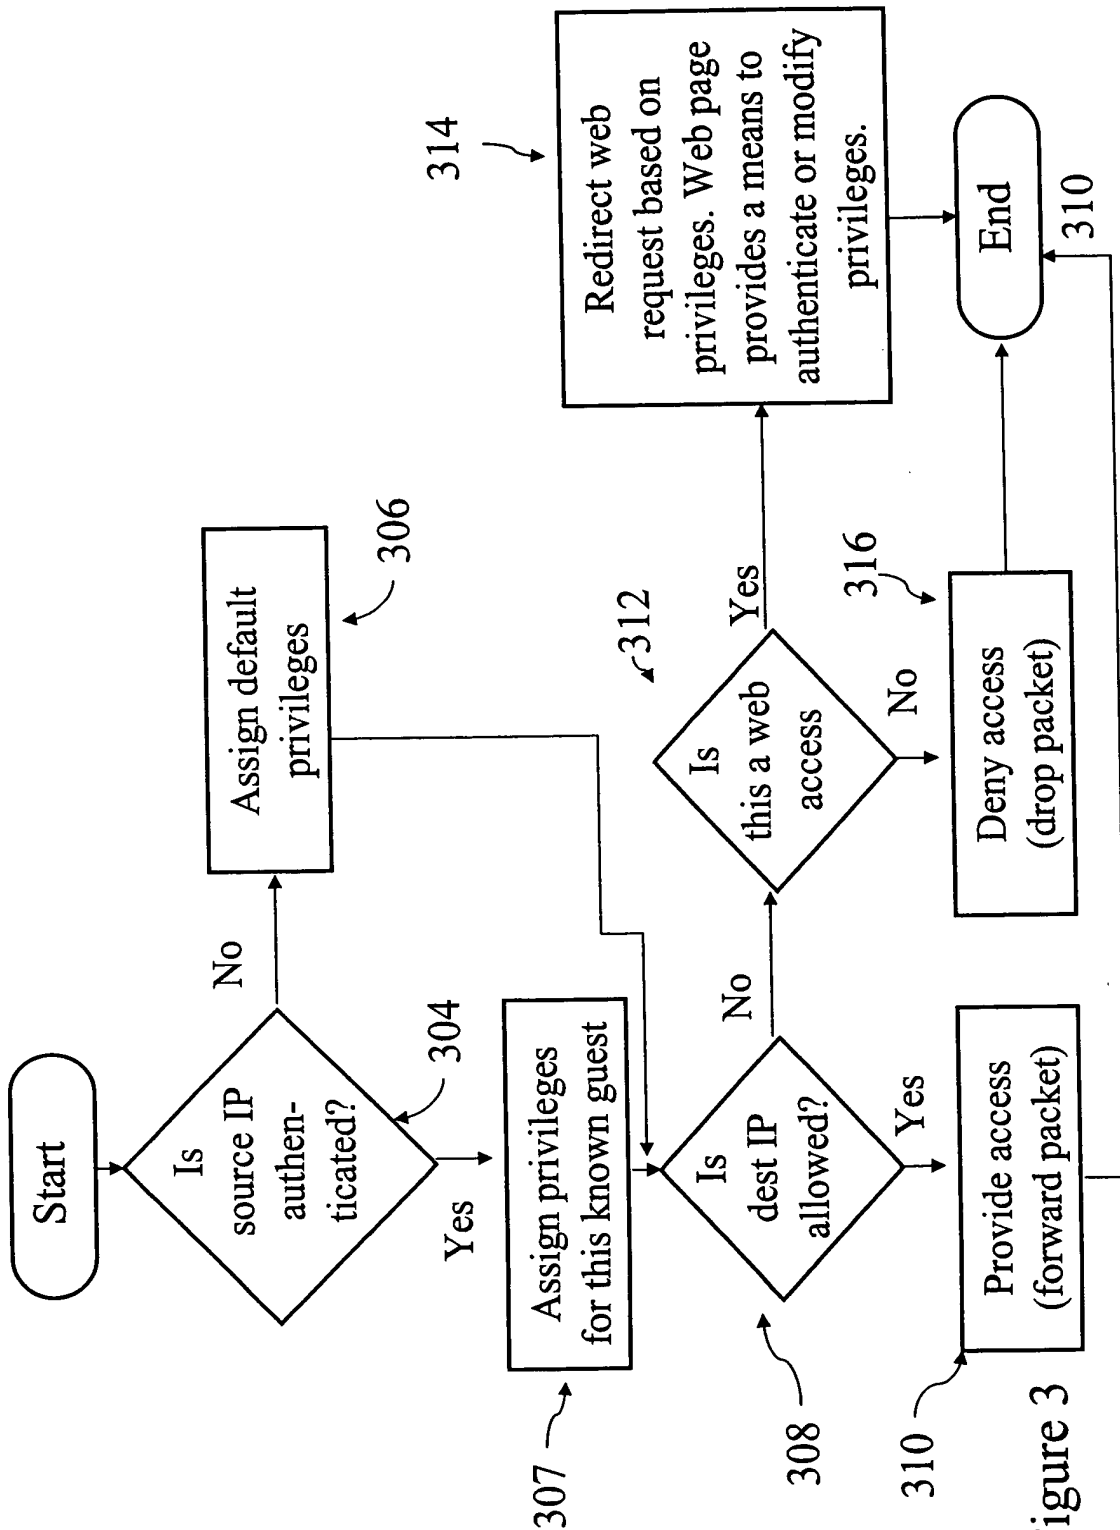 Start
Is
source IP
authen-
ticated?
304
No
Assign default
privileges
306
Yes
307
Assign privileges
for this known guest
308
Is
dest IP
allowed?
No
312
Is
this a web
access
Yes
314
Redirect web
request based on
privileges. Web page
provides a means to
authenticate or modify
privileges.
Yes
310
Provide access
(forward packet)
No
316
Deny access
(drop packet)
End
310
igure 3